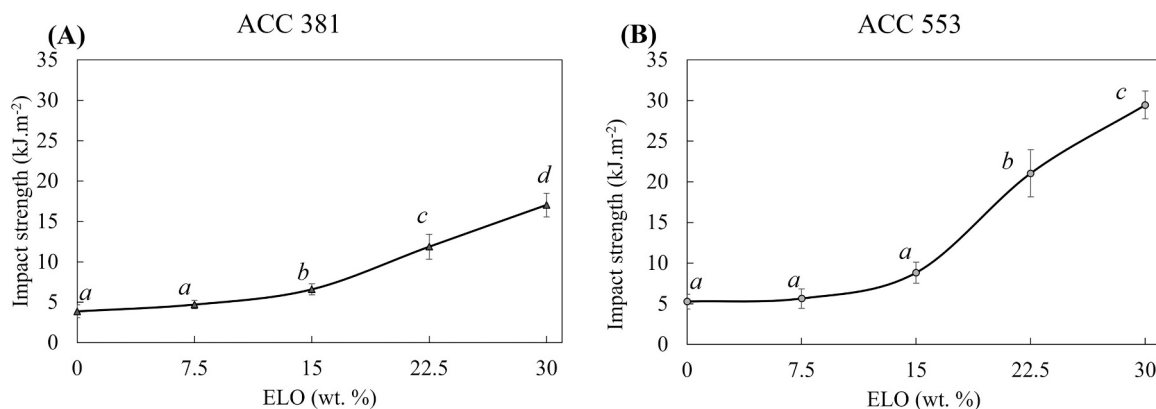 (A)
ACC 381
Impact strength (kJ.m-2)
35
30
25
20
15
10
5
0
a
a
b
c
d
0 7.5 15 22.5 30
ELO (wt. %)
(B)
ACC 553
Impact strength (kJ.m-2)
35
30
25
20
15
10
5
0
a
a
a
b
c
0 7.5 15 22.5 30
ELO (wt. %)